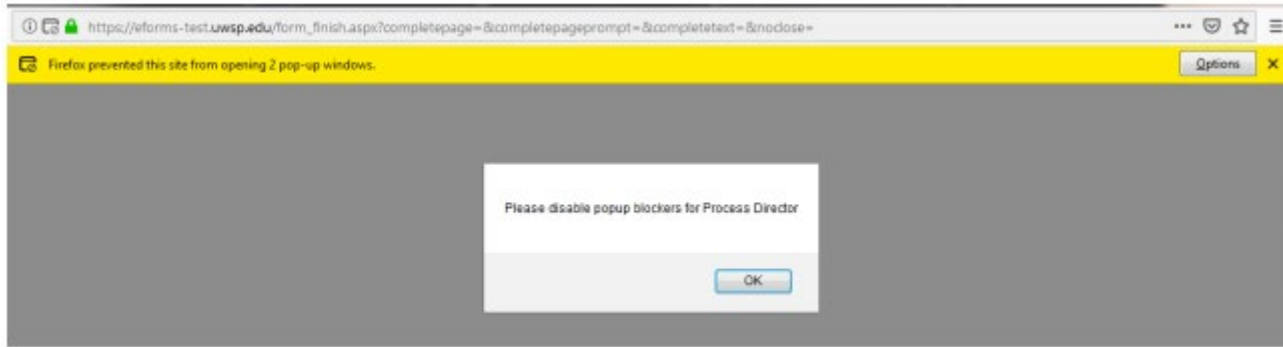 https://eforms-test.uwsp.edu/form_finish.aspx?completepage=&completepageprompt=&completetext=&noclose=
Firefox prevented this site from opening 2 pop-up windows.
Options
Please disable popup blockers for Process Director
OK